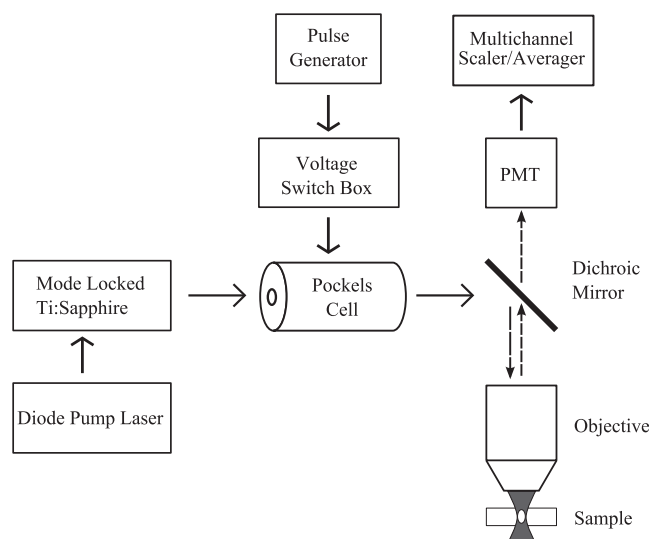 Pulse
Generator
Multichannel
Scaler/Averager
Voltage
Switch Box
PMT
Mode Locked
Ti:Sapphire
Pockels
Cell
Dichroic
Mirror
Diode Pump Laser
Objective
Sample